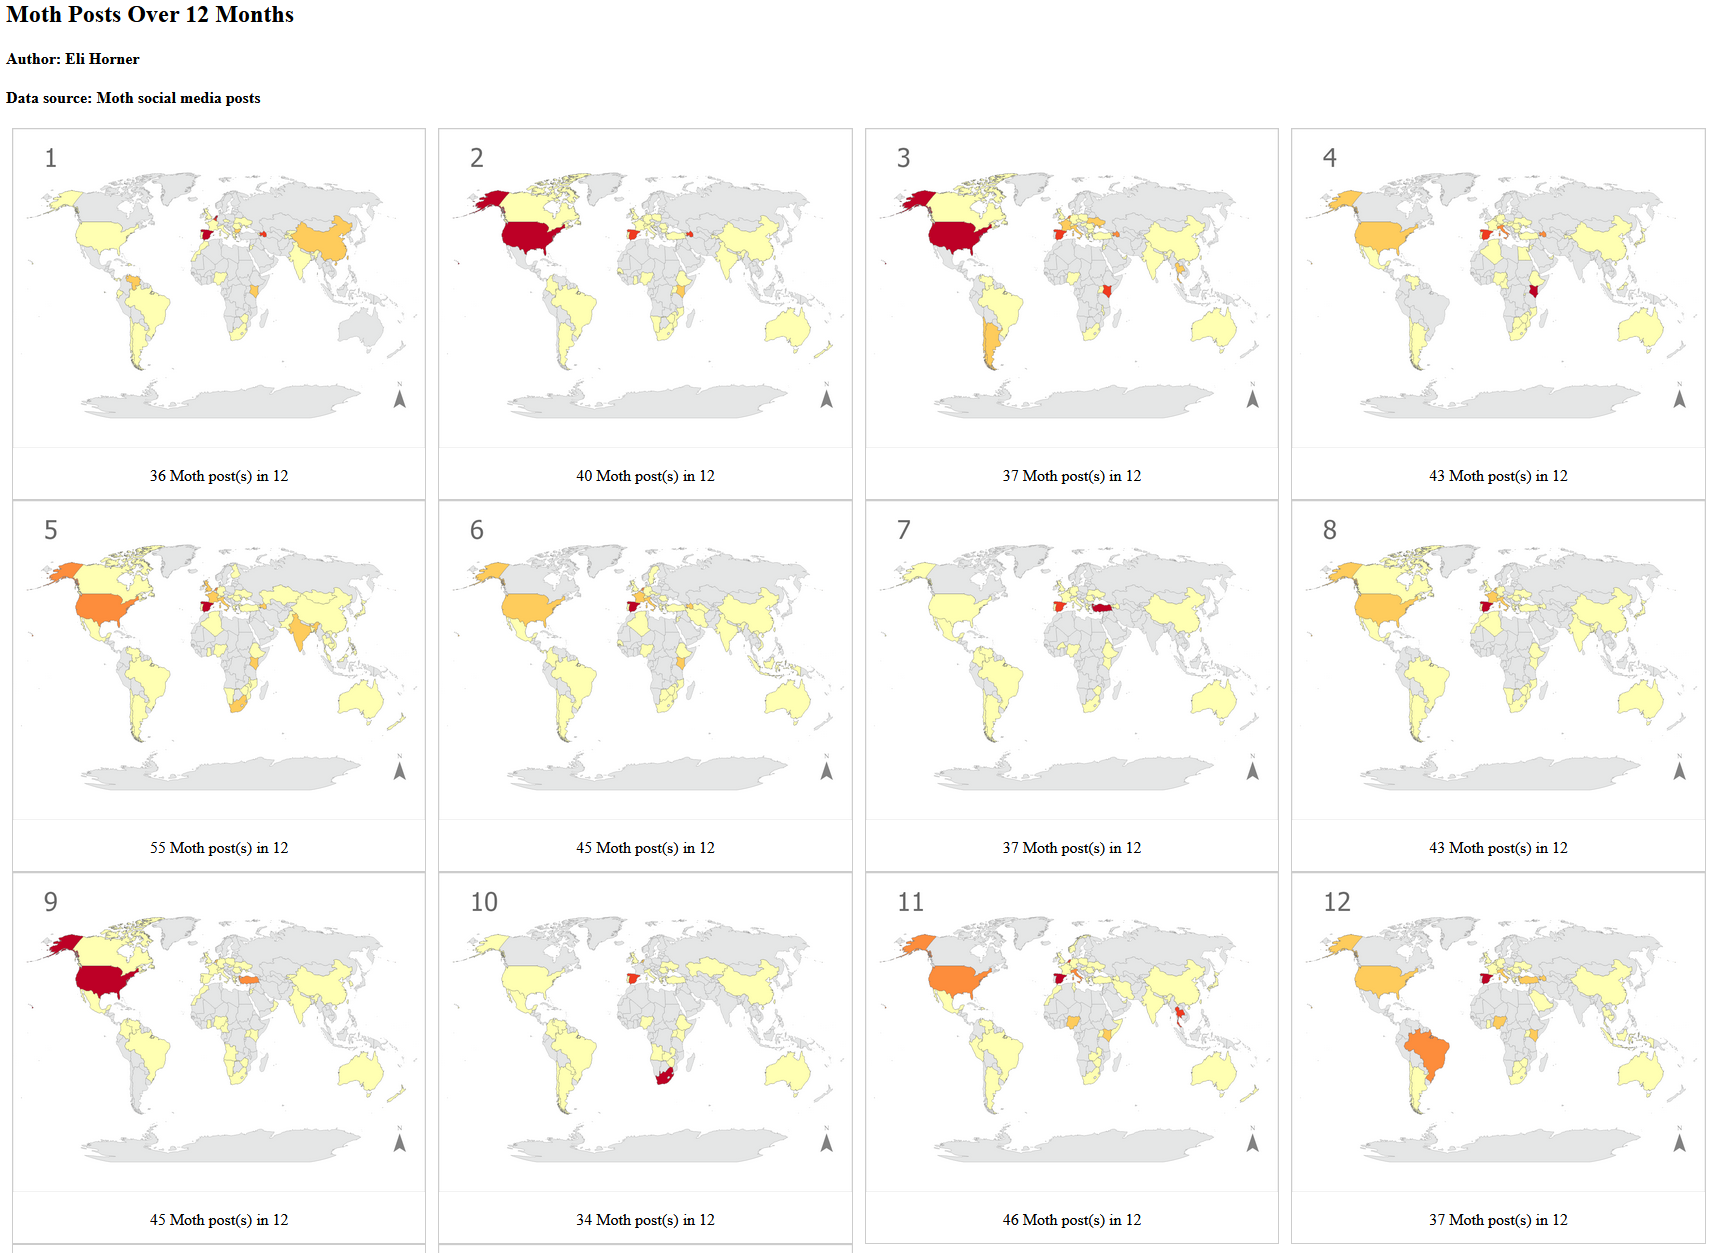 Moth Posts Over 12 Months
Author: Eli Horner
Data source: Moth social media posts
1
N
36 Moth post(s) in 12
2
N
40 Moth post(s) in 12
3
N
37 Moth post(s) in 12
4
N
43 Moth post(s) in 12
5
N
55 Moth post(s) in 12
6
N
45 Moth post(s) in 12
7
N
37 Moth post(s) in 12
8
N
43 Moth post(s) in 12
9
N
45 Moth post(s) in 12
10
N
34 Moth post(s) in 12
11
N
46 Moth post(s) in 12
12
N
37 Moth post(s) in 12